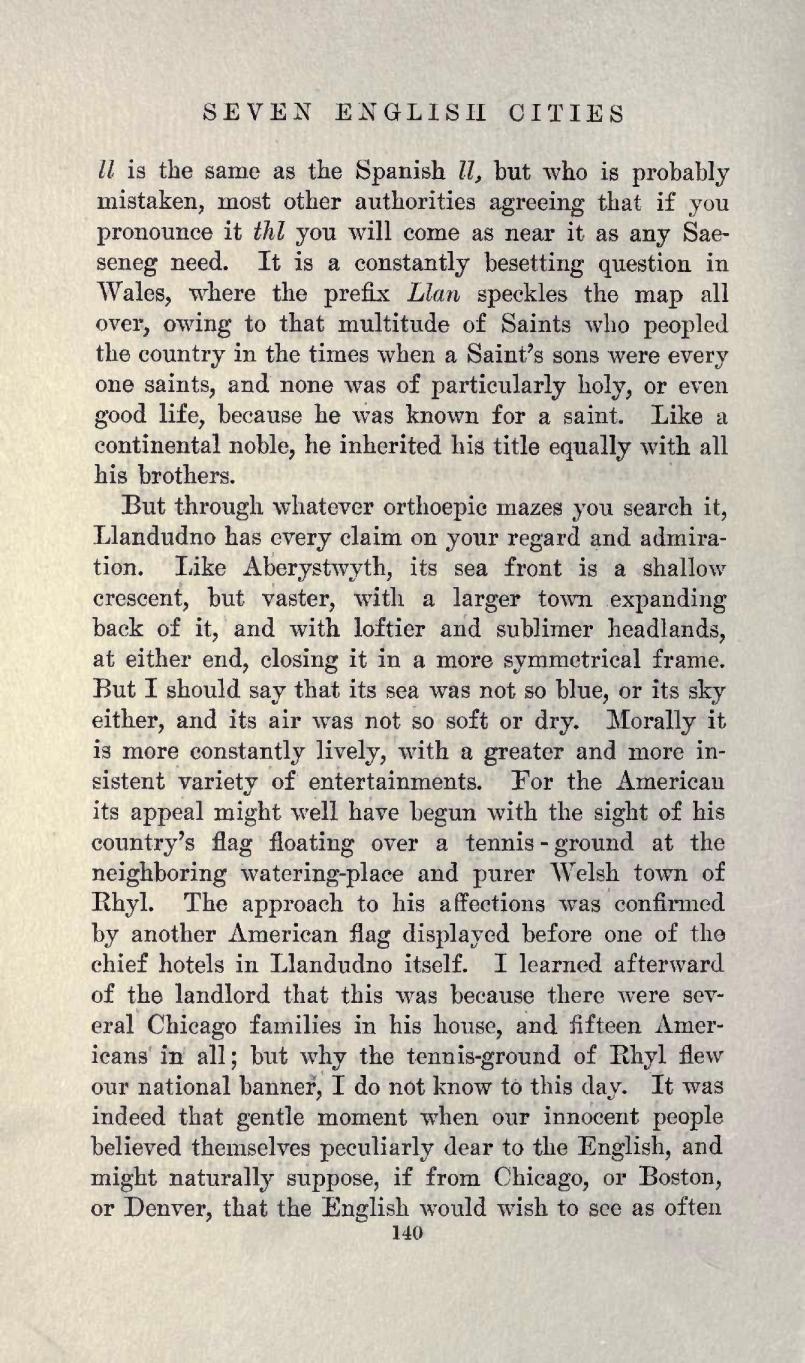 SEVEN ENGLISH CITIES
ll is the same as the Spanish ll, but who is probably
mistaken, most other authorities agreeing that if you
pronounce it thl you will come as near it as any Sae-
seneg need. It is a constantly besetting question in
Wales, where the prefix Llan speckles the map all
over, owing to that multitude of Saints who peopled
the country in the times when a Saint's sons were every
one saints, and none was of particularly holy, or even
good life, because he was known for a saint. Like a
continental noble, he inherited his title equally with all
his brothers.
But through whatever orthoepic mazes you search it,
Llandudno has every claim on your regard and admira-
tion. Like Aberystwyth, its sea front is a shallow
crescent, but vaster, with a larger town expanding
back of it, and with loftier and sublimer headlands,
at either end, closing it in a more symmetrical frame.
But I should say that its sea was not so blue, or its sky
either, and its air was not so soft or dry. Morally it
is more constantly lively, with a greater and more in-
sistent variety of entertainments. For the American
its appeal might well have begun with the sight of his
country's flag floating over a tennis-ground at the
neighboring watering-place and purer Welsh town of
Rhyl. The approach to his affections was confirmed
by another American flag displayed before one of the
chief hotels in Llandudno itself. I learned afterward
of the landlord that this was because there were sev-
eral Chicago families in his house, and fifteen Amer-
icans in all; but why the tennis-ground of Rhyl flew
our national banner, I do not know to this day. It was
indeed that gentle moment when our innocent people
believed themselves peculiarly dear to the English, and
might naturally suppose, if from Chicago, or Boston,
or Denver, that the English would wish to see as often
140